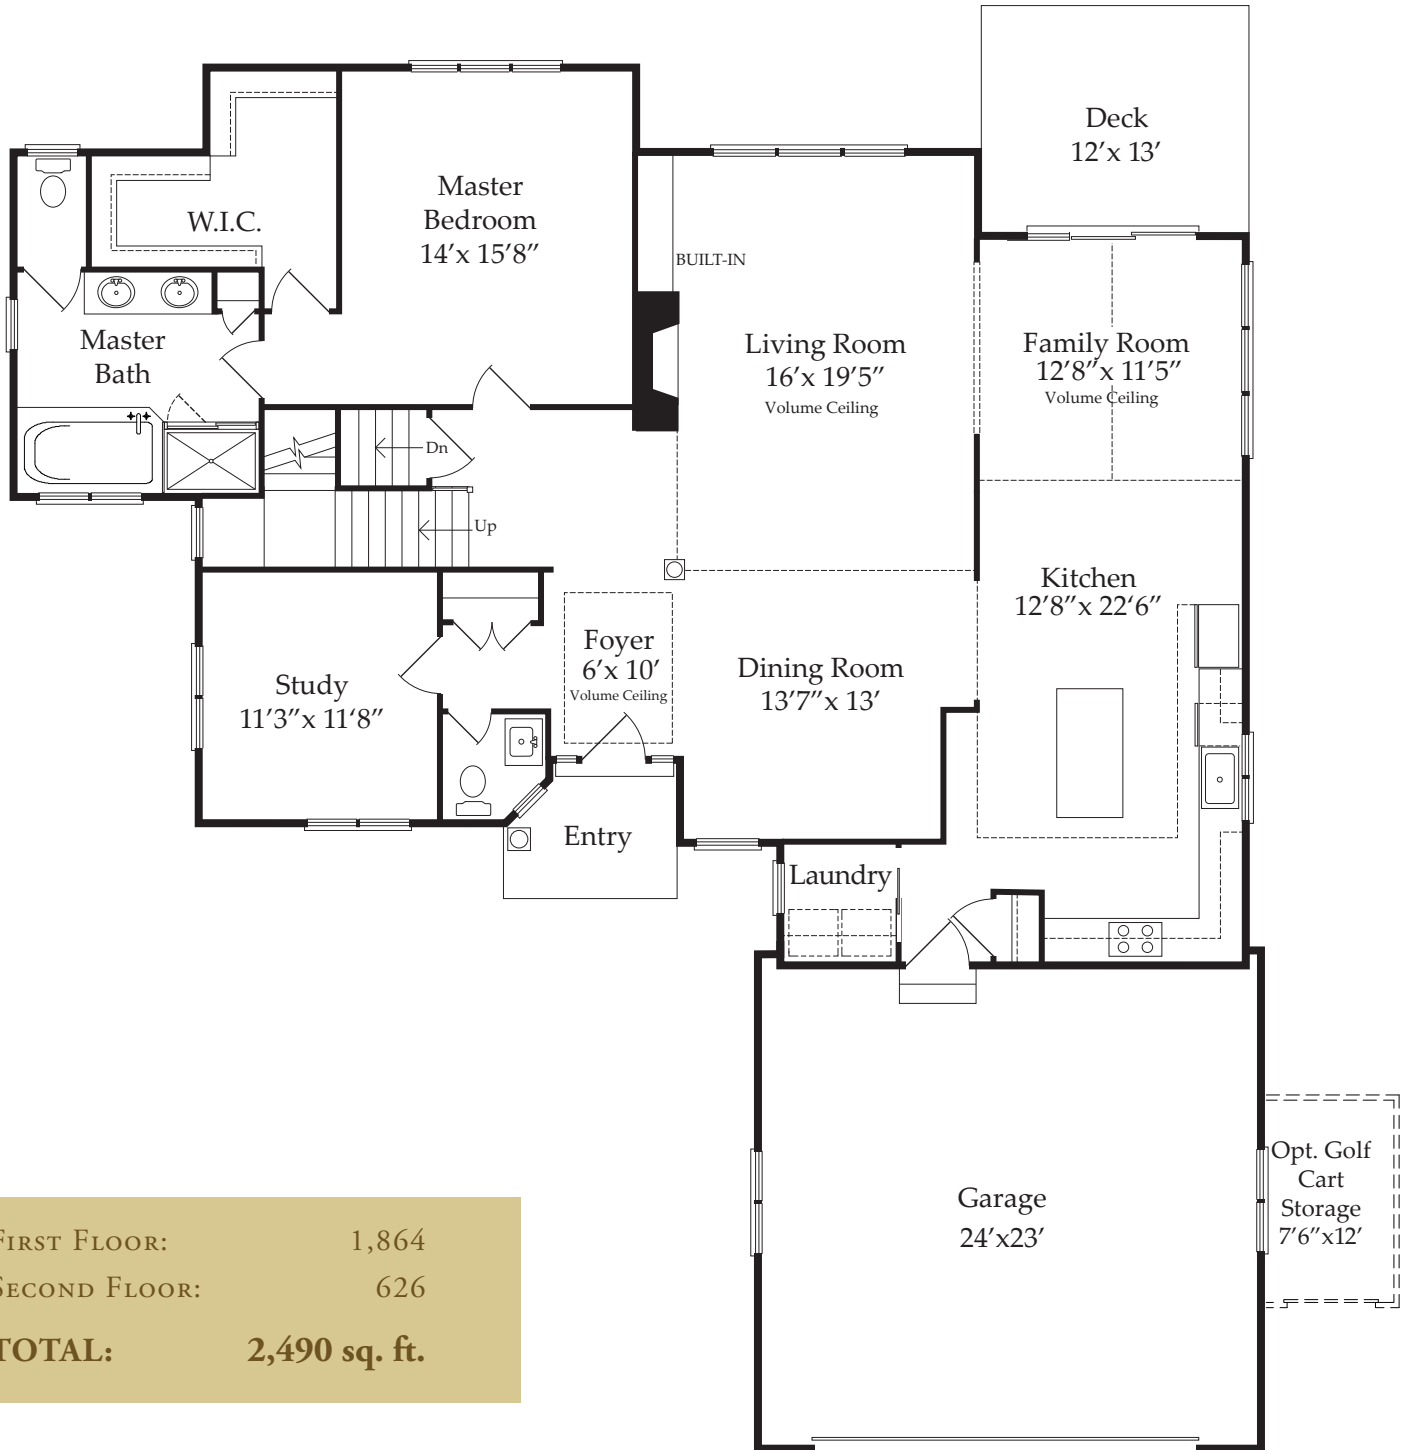 Deck
12’x 13’
Master
Bedroom
14’x 15’8”
W.I.C.
BUILT-IN
Master
Bath
Living Room
16’x 19’5”
Volume Ceiling
Family Room
12’8”x 11’5”
Volume Ceiling
Dn
Up
Kitchen
12’8”x 22‘6”
Foyer
6’x 10’
Volume Ceiling
Dining Room
13’7”x 13’
Study
11’3”x 11‘8”
Entry
Laundry
Garage
24’x23’
Opt. Golf
Cart
Storage
7’6”x12’
First Floor: 1,864
Second Floor: 626
TOTAL: 2,490 sq. ft.